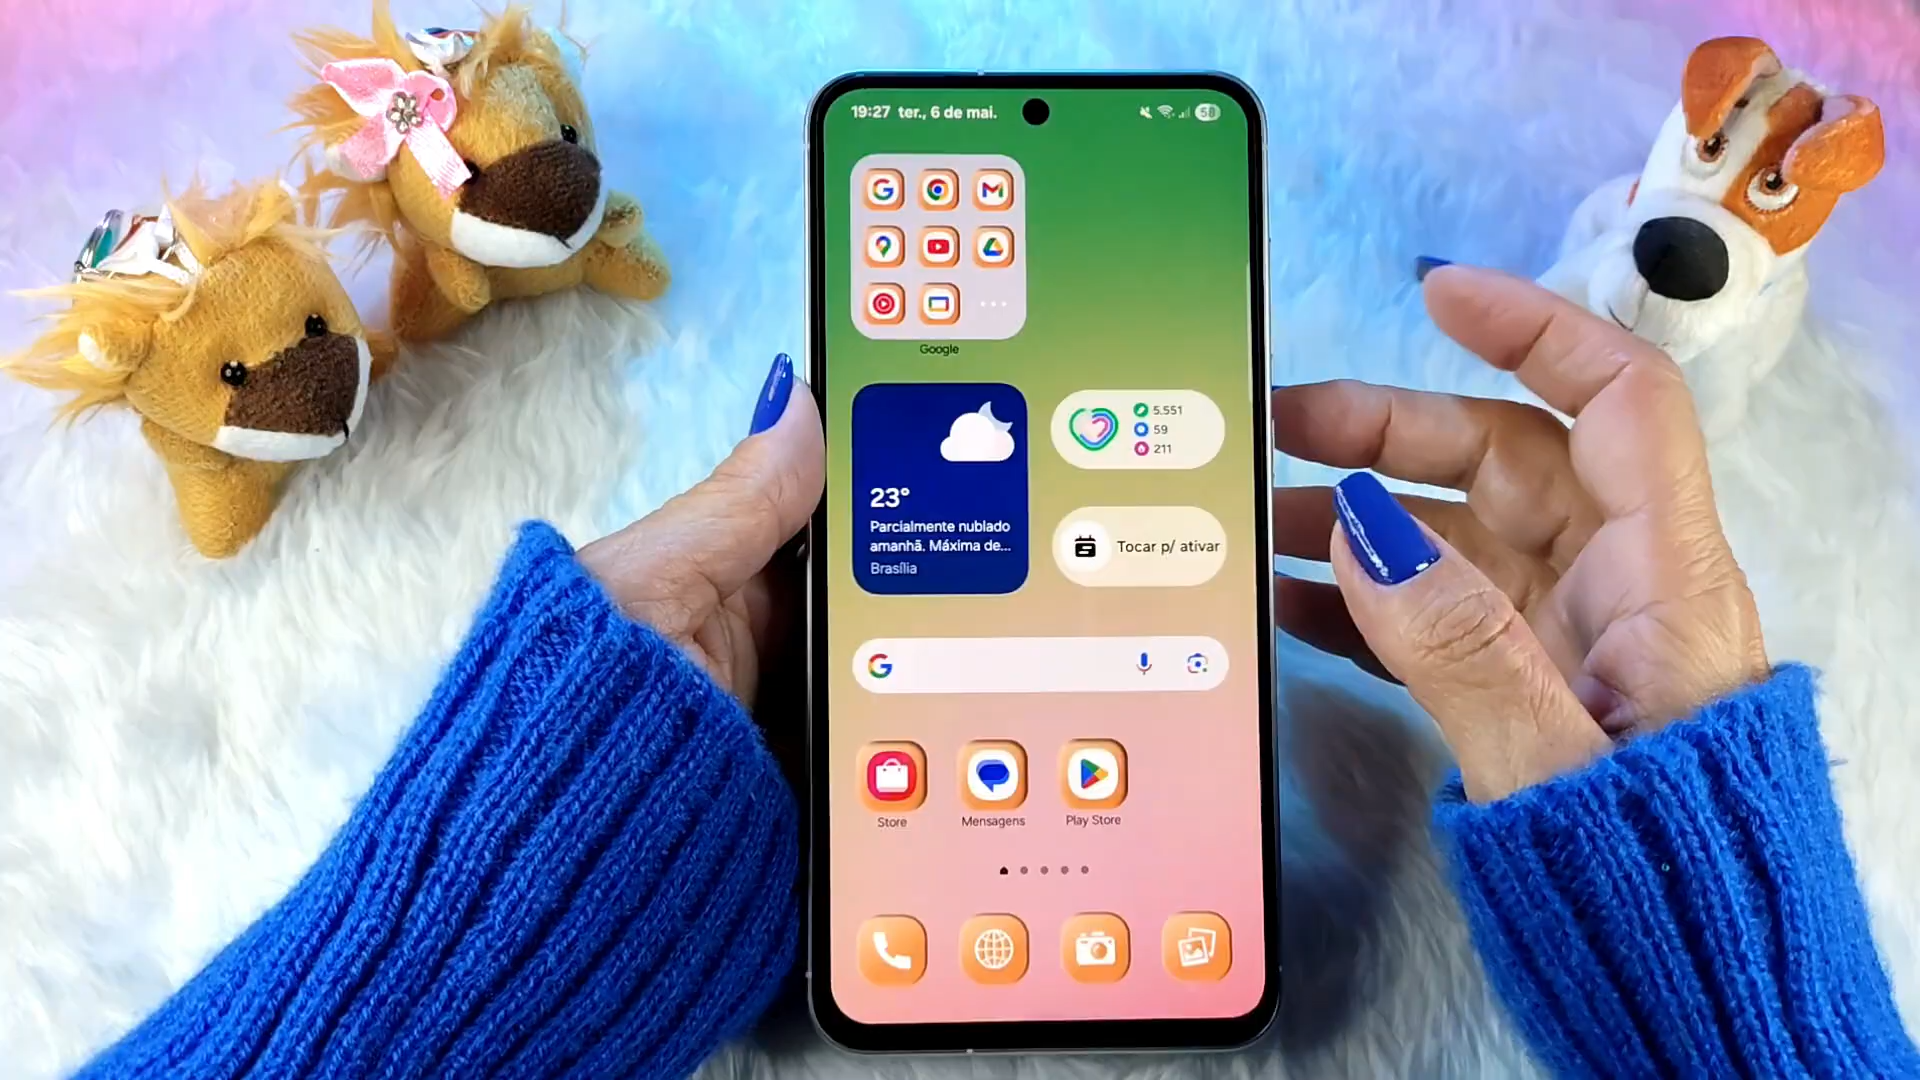 19:27 ter., 6 de mai.
58
Google
23°
Parcialmente nublado
amanhã. Máxima de...
Brasília
5.551
59
211
Tocar p/ ativar
Store
Mensagens
Play Store